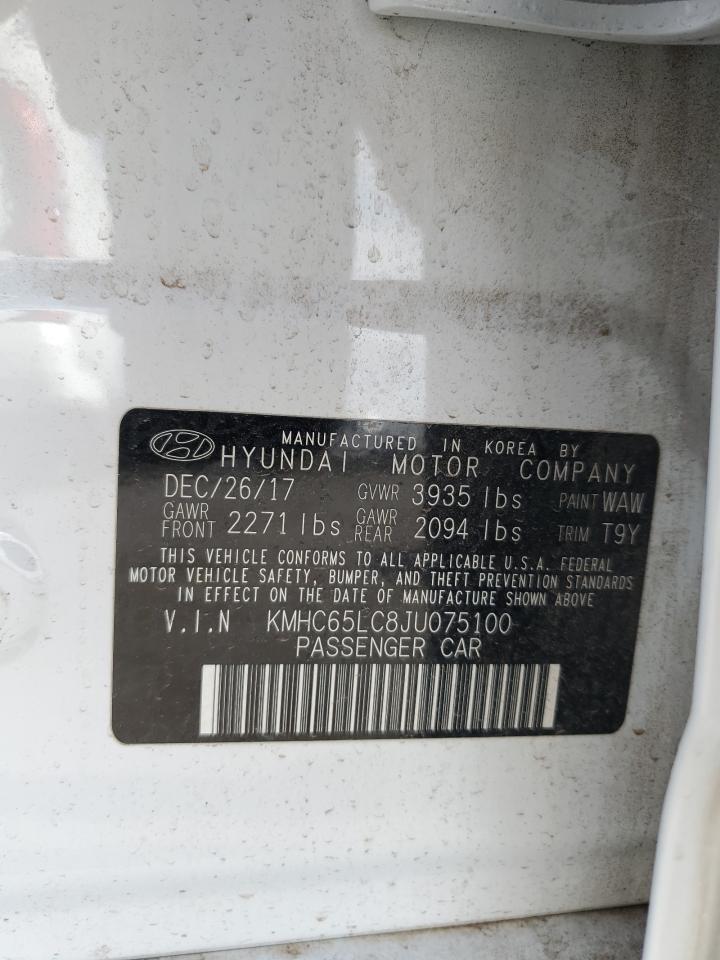 MANUFACTURED IN KOREA BY
HYUNDAI MOTOR COMPANY
DEC/26/17 GVWR 3935 lbs PAINT WAW
GAWR FRONT 2271 lbs GAWR REAR 2094 lbs TRIM T9Y
THIS VEHICLE CONFORMS TO ALL APPLICABLE U.S.A. FEDERAL
MOTOR VEHICLE SAFETY, BUMPER, AND THEFT PREVENTION STANDARDS
IN EFFECT ON THE DATE OF MANUFACTURE SHOWN ABOVE
V.I.N KMHC65LC8JU075100
PASSENGER CAR